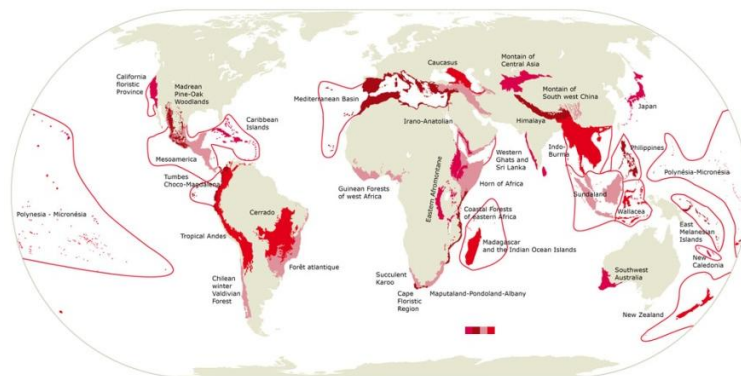 California
floristic
Province
Madrean
Pine-Oak
Woodlands
Caribbean
Islands
Mesoamerica
Tumbes
Choco-Magdalena
Polynesia - Micronésia
Tropical Andes
Cerrado
Forêt atlantique
Chilean
winter
Valdivian
Forest
Mediterranean Basin
Caucasus
Irano-Anatolian
Guinean Forests
of west Africa
Eastern Afromontane
Horn of Africa
Coastal Forests
of eastern Africa
Madagascar
and the Indian Ocean Islands
Succulent
Karoo
Cape
Floristic
Region
Maputaland-Pondoland-Albany
Montain of
Central Asia
Montain of
South west China
Himalaya
Western
Ghats and
Sri Lanka
Indo-
Burma
Japan
Philippines
Polynésia-Micronésia
Sundaland
Wallacea
East
Melanesian
Islands
New
Caledonia
Southwest
Australia
New Zealand